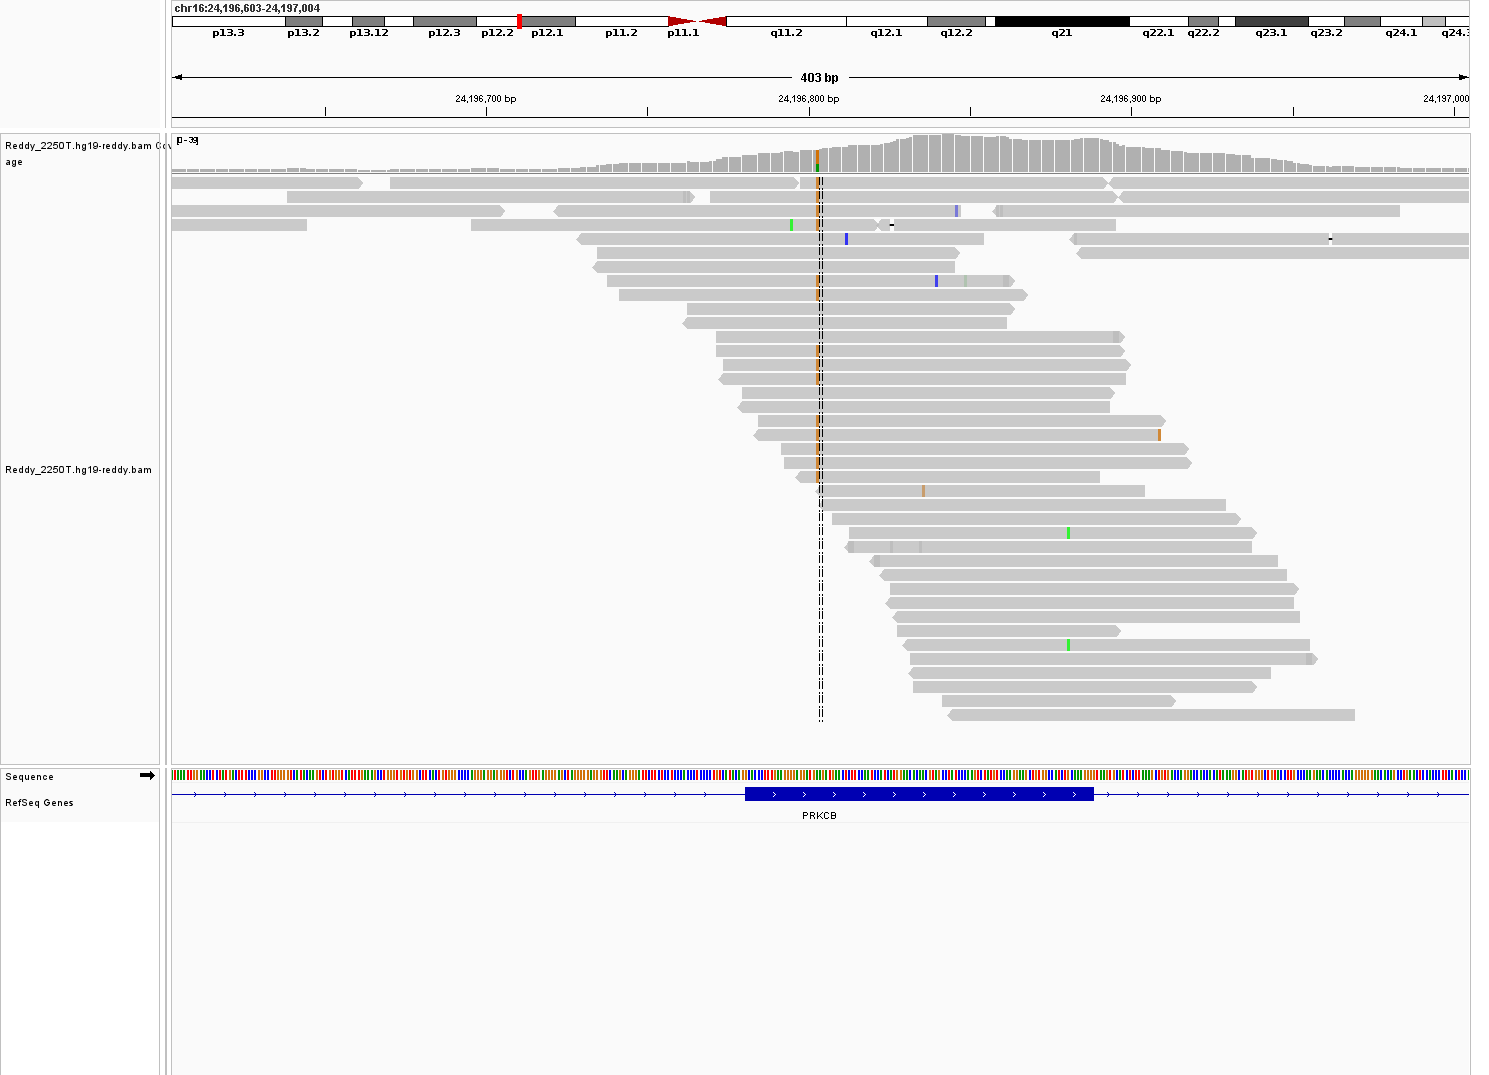 chr16:24,196,603-24,197,004
p13.3 p13.2 p13.12 p12.3 p12.2 p12.1 p11.2 p11.1 q11.2 q12.1 q12.2 q21 q22.1 q22.2 q23.1 q23.2 q24.1 q24.3
403 bp
24,196,700 bp 24,196,800 bp 24,196,900 bp 24,197,000
Reddy_2250T.hg19-reddy.bam Cov
age
[0-39]
Reddy_2250T.hg19-reddy.bam
Sequence
RefSeq Genes
PRKCB